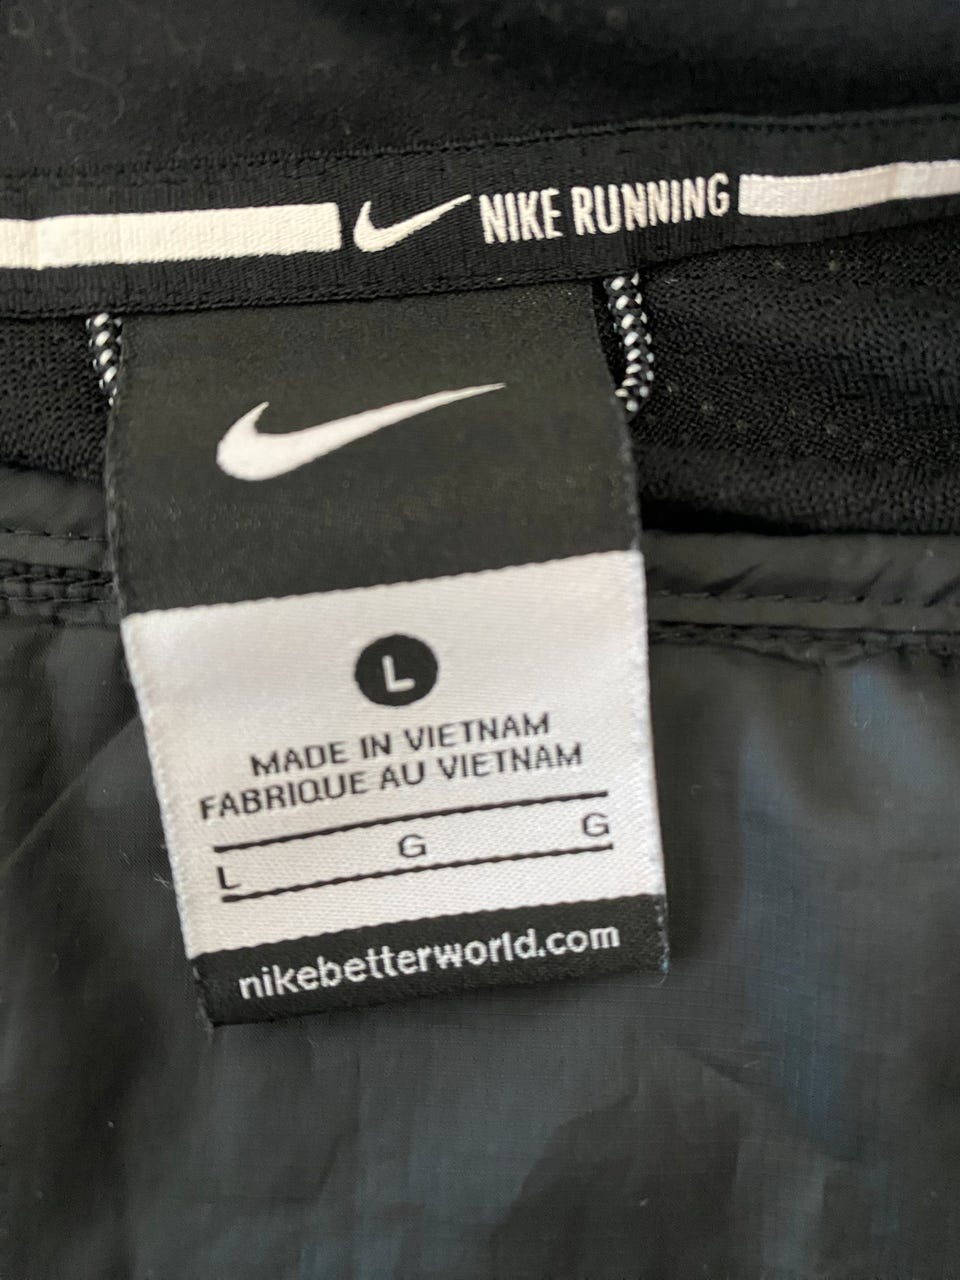 NIKE RUNNING
L
MADE IN VIETNAM
FABRIQUE AU VIETNAM
L G G
nikebetterworld.com